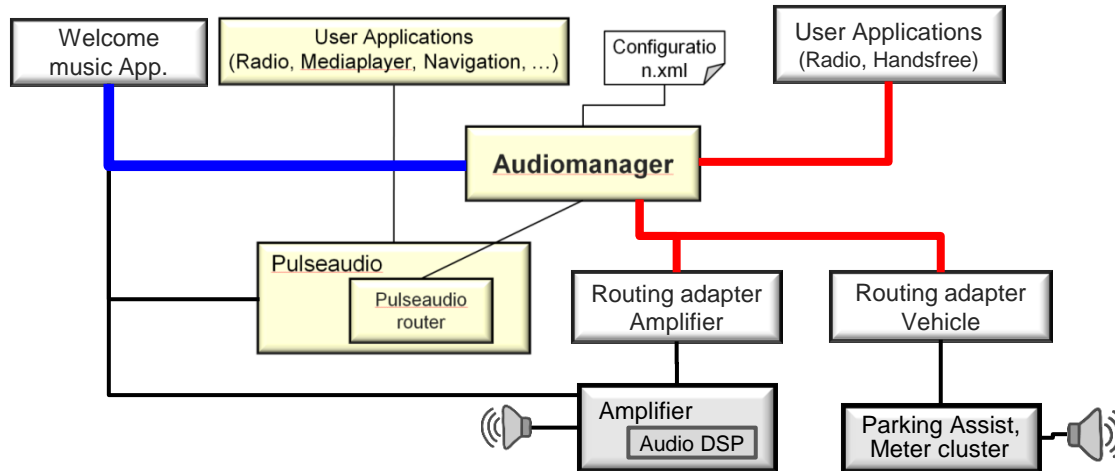 Welcome
music App.
User Applications
(Radio, Mediaplayer, Navigation, …)
Configuratio
n.xml
User Applications
(Radio, Handsfree)
Audiomanager
Pulseaudio
Pulseaudio
router
Routing adapter
Amplifier
Routing adapter
Vehicle
Amplifier
Audio DSP
Parking Assist,
Meter cluster